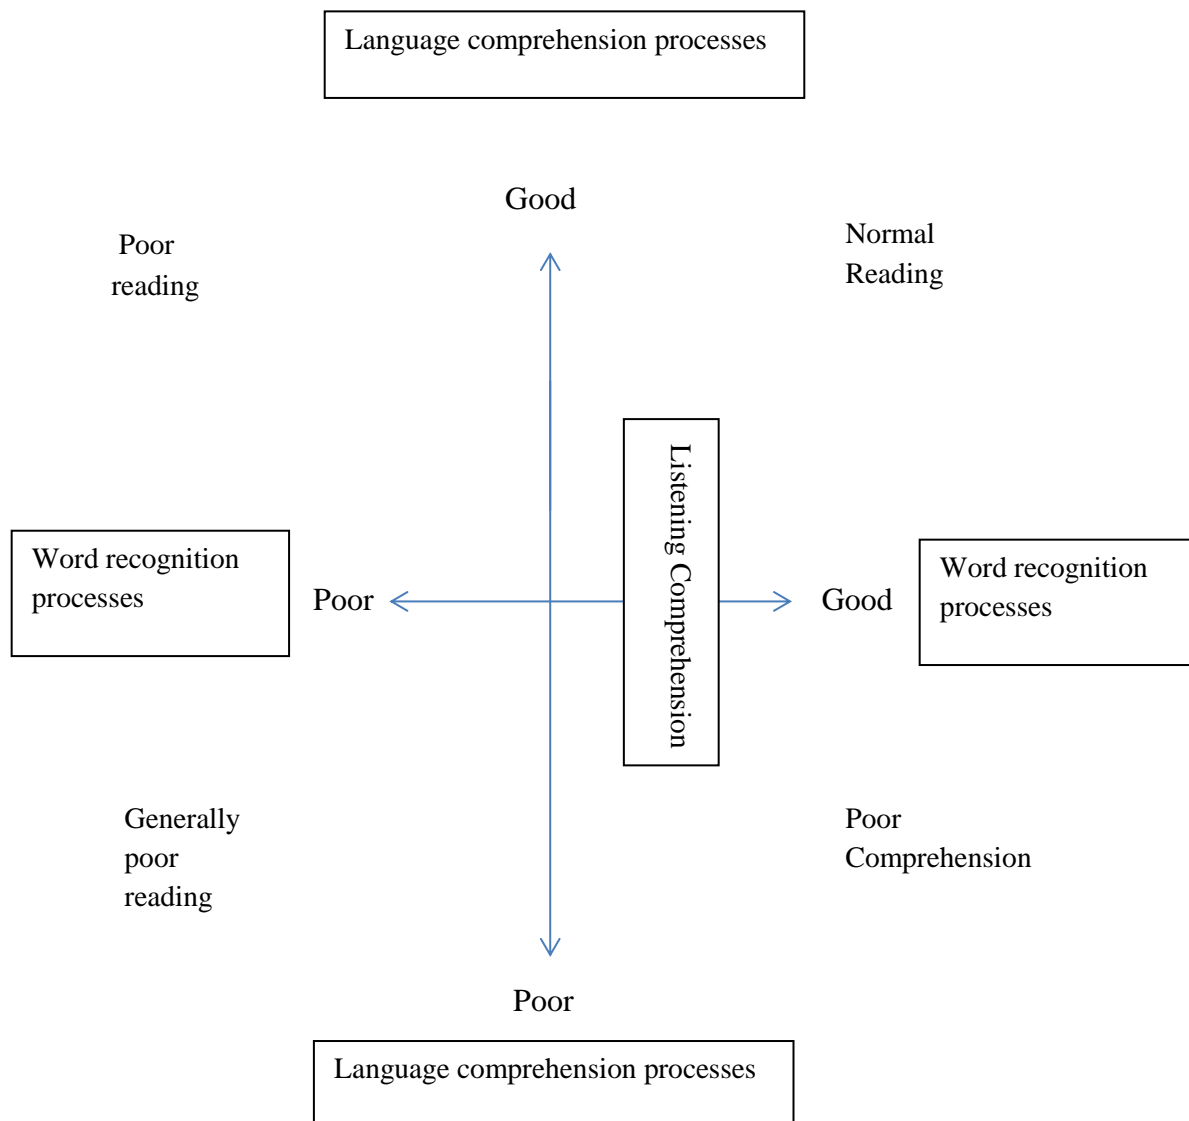 Language comprehension processes
Good
Poor
reading
Normal
Reading
Listening Comprehension
Word recognition
processes
Poor
Good
Word recognition
processes
Generally
poor
reading
Poor
Comprehension
Poor
Language comprehension processes